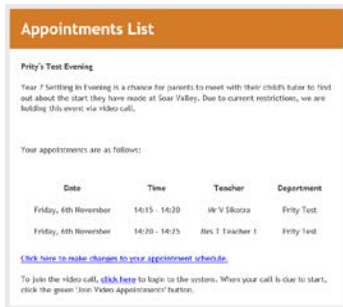 Appointments List
Prity's Test Evening
Year 7 Settling In Evening is a chance for parents to meet with their child's tutor to find
out about the start they have made at Soar Valley. Due to current restrictions, we are
holding this event via video call.
Your appointments are as follows:
Date Time Teacher Department
Friday, 6th November 14:15 - 14:20 Mr V Sikotra Prity Test
Friday, 6th November 14:20 - 14:25 Mrs T Teacher 1 Prity Test
Click here to make changes to your appointment schedule.
To join the video call, click here to login to the system. When your call is due to start,
click the green 'Join Video Appointments' button.